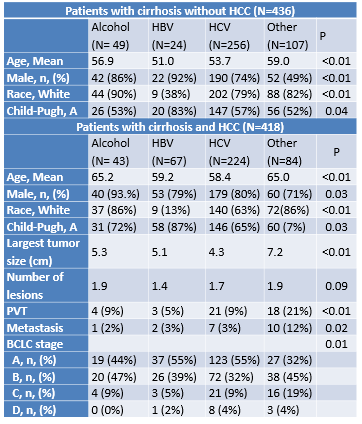 Patients with cirrhosis without HCC (N=436)
Alcohol (N= 49) HBV (N=24) HCV (N=256) Other (N=107) P
Age, Mean 56.9 51.0 53.7 59.0 <0.01
Male, n, (%) 42 (86%) 22 (92%) 190 (74%) 52 (49%) <0.01
Race, White 44 (90%) 9 (38%) 202 (79%) 88 (82%) <0.01
Child-Pugh, A 26 (53%) 20 (83%) 147 (57%) 56 (52%) 0.04
Patients with cirrhosis and HCC (N=418)
Alcohol (N= 43) HBV (N=67) HCV (N=224) Other (N=84) P
Age, Mean 65.2 59.2 58.4 65.0 <0.01
Male, n, (%) 40 (93.%) 53 (79%) 179 (80%) 60 (71%) 0.03
Race, White 37 (86%) 9 (13%) 140 (63%) 72 (86%) <0.01
Child-Pugh, A 31 (72%) 58 (87%) 146 (65%) 60 (7%) 0.03
Largest tumor size (cm) 5.3 5.1 4.3 7.2 <0.01
Number of lesions 1.9 1.4 1.7 1.9 0.09
PVT 4 (9%) 3 (5%) 21 (9%) 18 (21%) <0.01
Metastasis 1 (2%) 2 (3%) 7 (3%) 10 (12%) 0.02
BCLC stage 0.01
A, n, (%) 19 (44%) 37 (55%) 123 (55%) 27 (32%)
B, n, (%) 20 (47%) 26 (39%) 72 (32%) 38 (45%)
C, n, (%) 4 (9%) 3 (5%) 21 (9%) 16 (19%)
D, n, (%) 0 (0%) 1 (2%) 8 (4%) 3 (4%)